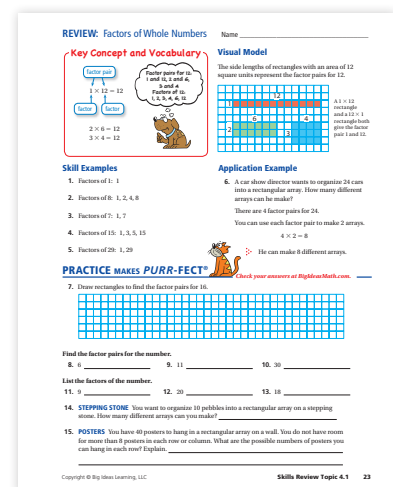 REVIEW: Factors of Whole Numbers
Name
Key Concept and Vocabulary
factor pair
1 × 12 = 12
factor factor
2 × 6 = 12
3 × 4 = 12
Factor pairs for 12:
1 and 12, 2 and 6,
3 and 4
Factors of 12:
1, 2, 3, 4, 6, 12
Visual Model
The side lengths of rectangles with an area of 12
square units represent the factor pairs for 12.
12
1
6
4
2
3
A 1 × 12
rectangle
and a 12 × 1
rectangle both
give the factor
pair 1 and 12.
Skill Examples
1. Factors of 1: 1
2. Factors of 8: 1, 2, 4, 8
3. Factors of 7: 1, 7
4. Factors of 15: 1, 3, 5, 15
5. Factors of 29: 1, 29
Application Example
6. A car show director wants to organize 24 cars
into a rectangular array. How many different
arrays can he make?
There are 4 factor pairs for 24.
You can use each factor pair to make 2 arrays.
4 × 2 = 8
He can make 8 different arrays.
PRACTICE MAKES PURR-FECT®
Check your answers at BigIdeasMath.com.
7. Draw rectangles to find the factor pairs for 16.
Find the factor pairs for the number.
8. 6
9. 11
10. 30
List the factors of the number.
11. 9
12. 20
13. 18
14. STEPPING STONE You want to organize 10 pebbles into a rectangular array on a stepping
stone. How many different arrays can you make?
15. POSTERS You have 40 posters to hang in a rectangular array on a wall. You do not have room
for more than 8 posters in each row or column. What are the possible numbers of posters you
can hang in each row? Explain.
Copyright © Big Ideas Learning, LLC
Skills Review Topic 4.1 23